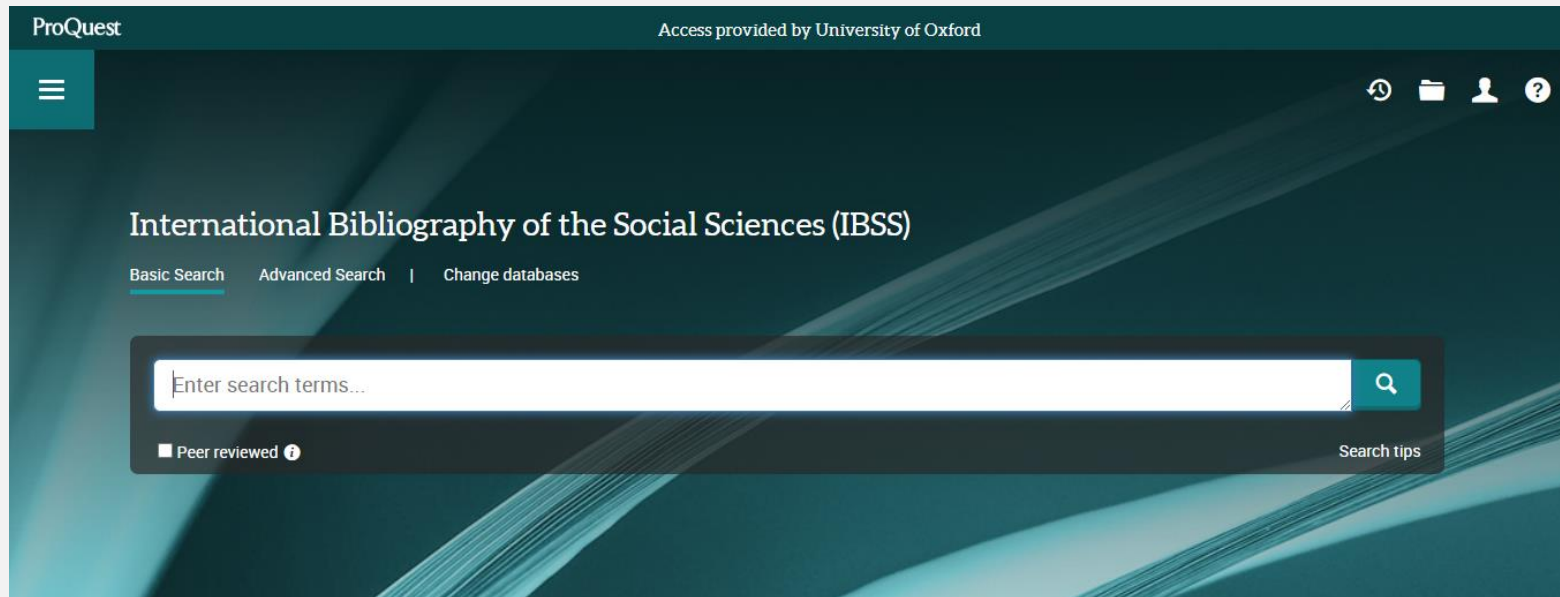 ProQuest
Access provided by University of Oxford
International Bibliography of the Social Sciences (IBSS)
Basic Search Advanced Search | Change databases
Enter search terms...
Peer reviewed i
Search tips